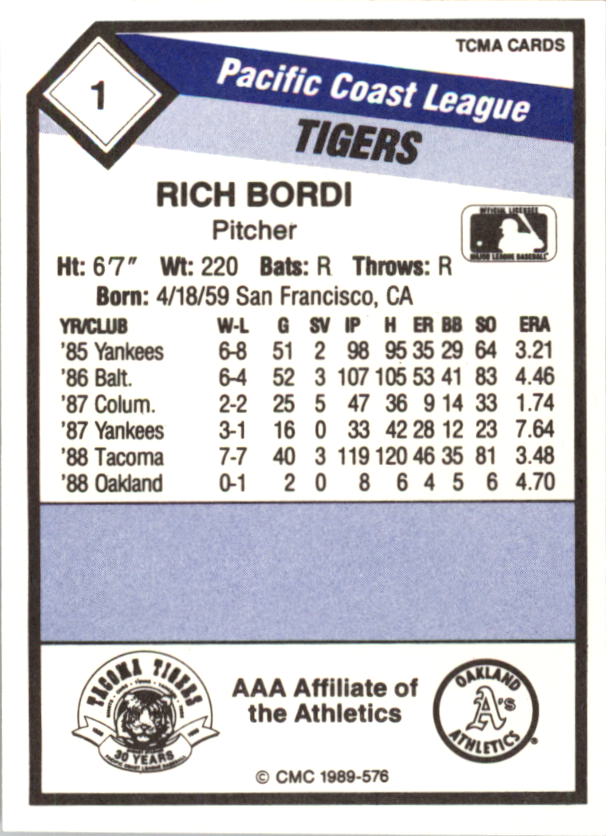 TCMA CARDS
1
Pacific Coast League
TIGERS
RICH BORDI
Pitcher
OFFICIAL LICENSEE
MAJOR LEAGUE BASEBALL
Ht: 6'7" Wt: 220 Bats: R Throws: R
Born: 4/18/59 San Francisco, CA
YR/CLUB W-L G SV IP H ER BB SO ERA
'85 Yankees 6-8 51 2 98 95 35 29 64 3.21
'86 Balt. 6-4 52 3 107 105 53 41 83 4.46
'87 Colum. 2-2 25 5 47 36 9 14 33 1.74
'87 Yankees 3-1 16 0 33 42 28 12 23 7.64
'88 Tacoma 7-7 40 3 119 120 46 35 81 3.48
'88 Oakland 0-1 2 0 8 6 4 5 6 4.70
TACOMA TIGERS
30 YEARS
AAA Affiliate of
the Athletics
OAKLAND
A's
ATHLETICS
© CMC 1989-576